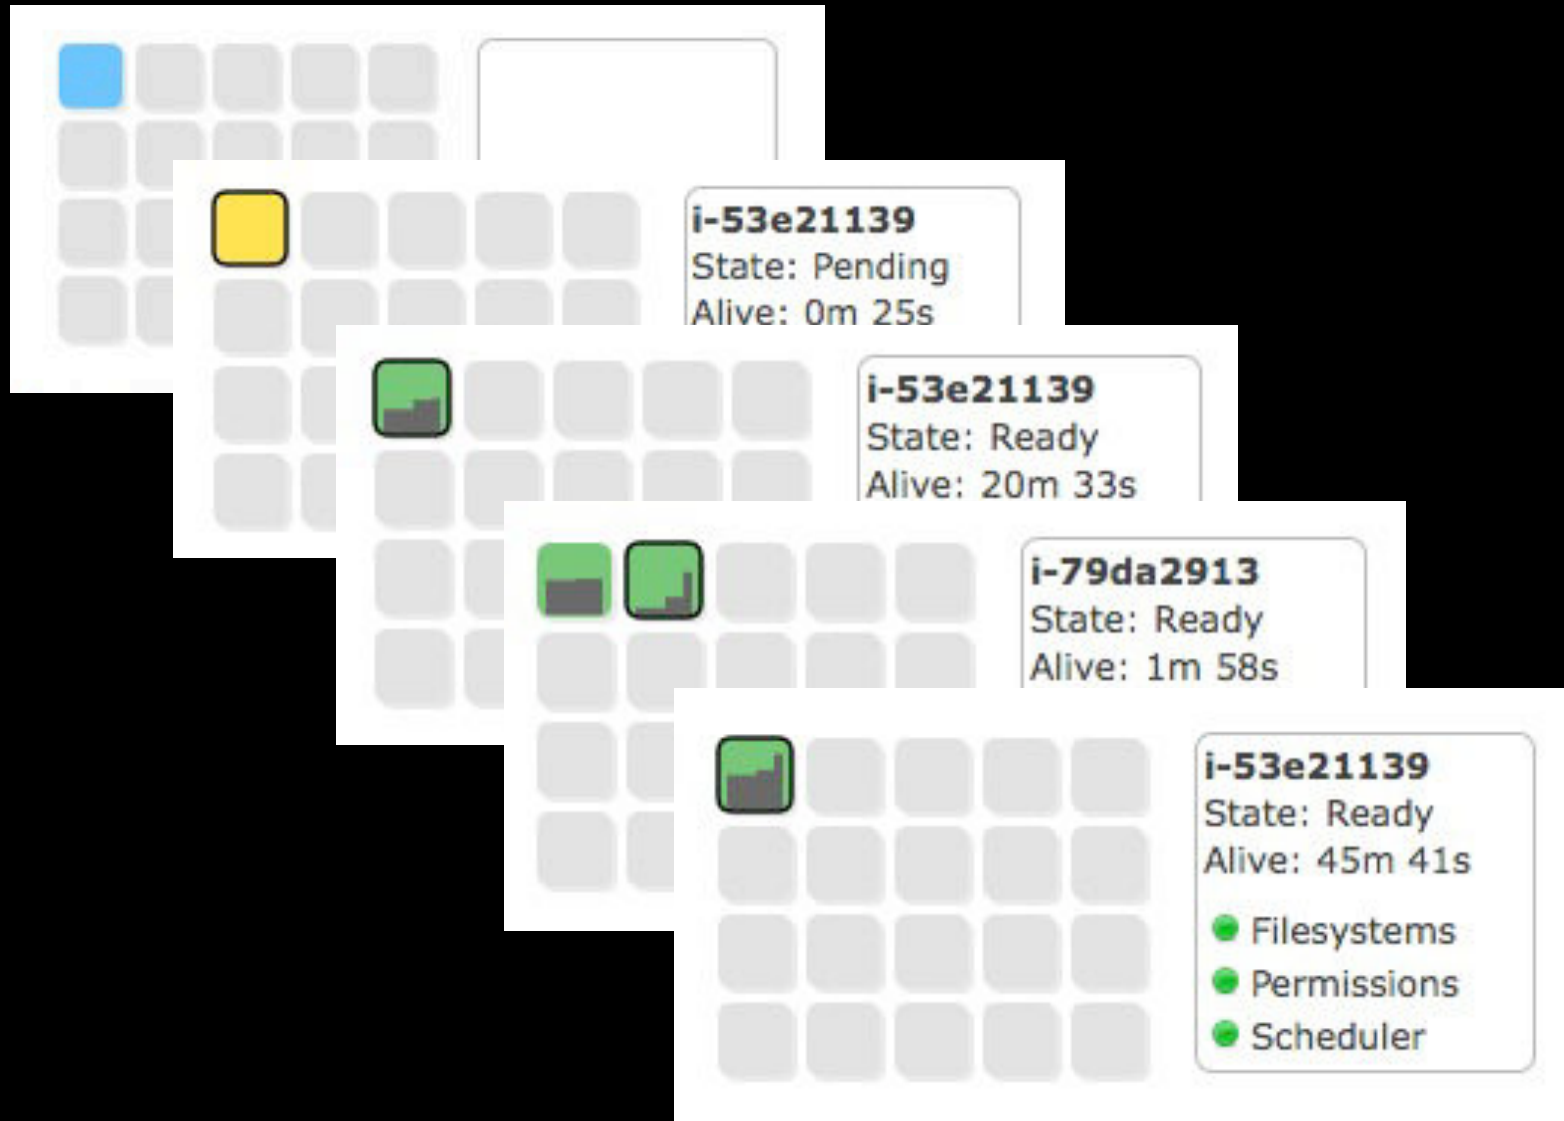 i-53e21139
State: Pending
Alive: 0m 25s
i-53e21139
State: Ready
Alive: 20m 33s
i-79da2913
State: Ready
Alive: 1m 58s
i-53e21139
State: Ready
Alive: 45m 41s
Filesystems
Permissions
Scheduler